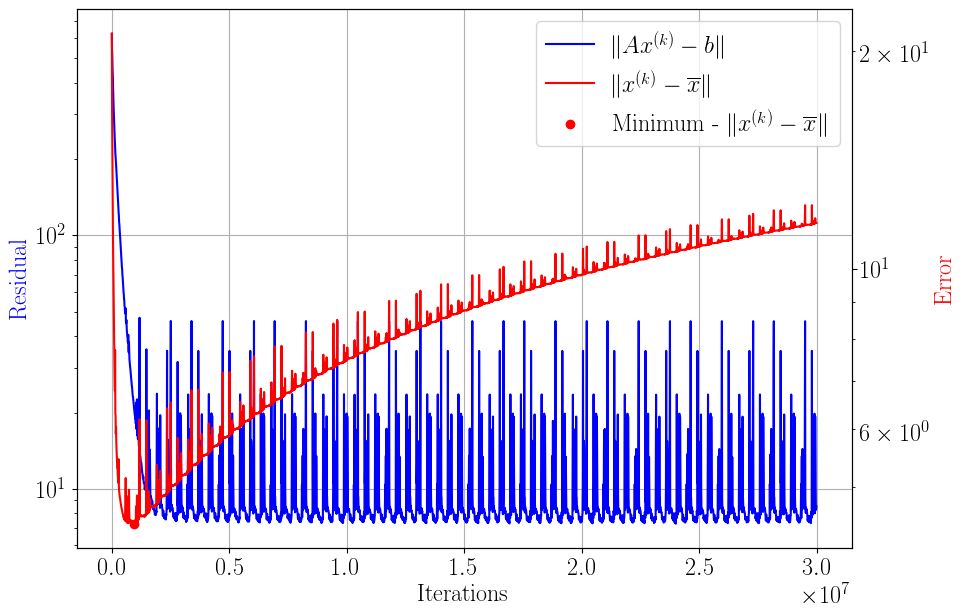 ‖Ax^(k) − b‖
‖x^(k) − x̅‖
Minimum - ‖x^(k) − x̅‖
Residual
10^2
10^1
2 × 10^1
10^1
6 × 10^0
Error
0.0 0.5 1.0 1.5 2.0 2.5 3.0
Iterations
×10^7